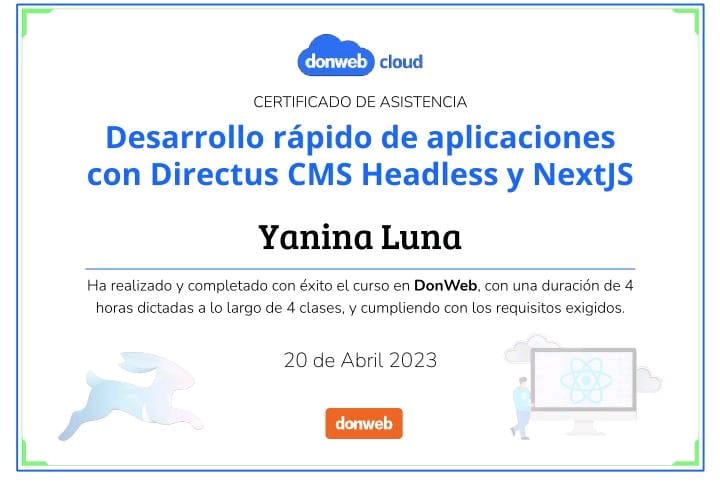 donweb cloud
CERTIFICADO DE ASISTENCIA
Desarrollo rápido de aplicaciones
con Directus CMS Headless y NextJS
Yanina Luna
Ha realizado y completado con éxito el curso en DonWeb, con una duración de 4
horas dictadas a lo largo de 4 clases, y cumpliendo con los requisitos exigidos.
20 de Abril 2023
donweb